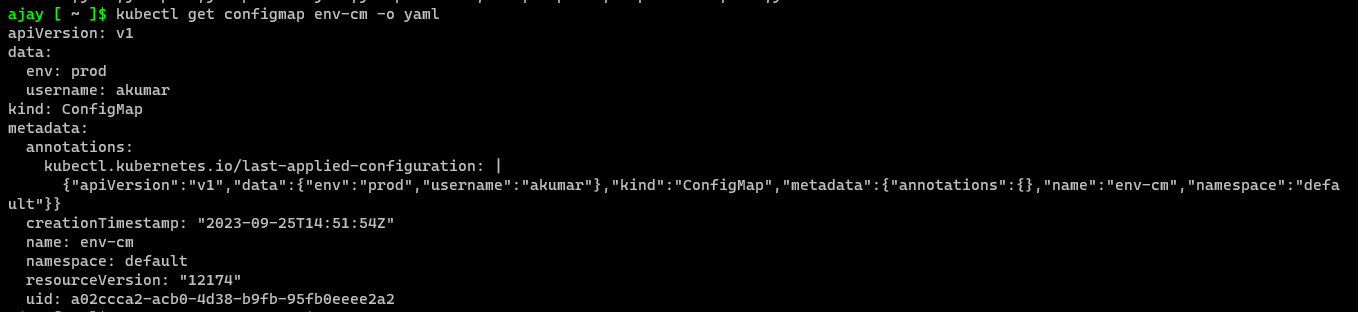 ajay [ ~ ]$ kubectl get configmap env-cm -o yaml
apiVersion: v1
data:
  env: prod
  username: akumar
kind: ConfigMap
metadata:
  annotations:
    kubectl.kubernetes.io/last-applied-configuration: |
      {"apiVersion":"v1","data":{"env":"prod","username":"akumar"},"kind":"ConfigMap","metadata":{"annotations":{},"name":"env-cm","namespace":"defa
ult"}}
  creationTimestamp: "2023-09-25T14:51:54Z"
  name: env-cm
  namespace: default
  resourceVersion: "12174"
  uid: a02ccca2-acb0-4d38-b9fb-95fb0eeee2a2